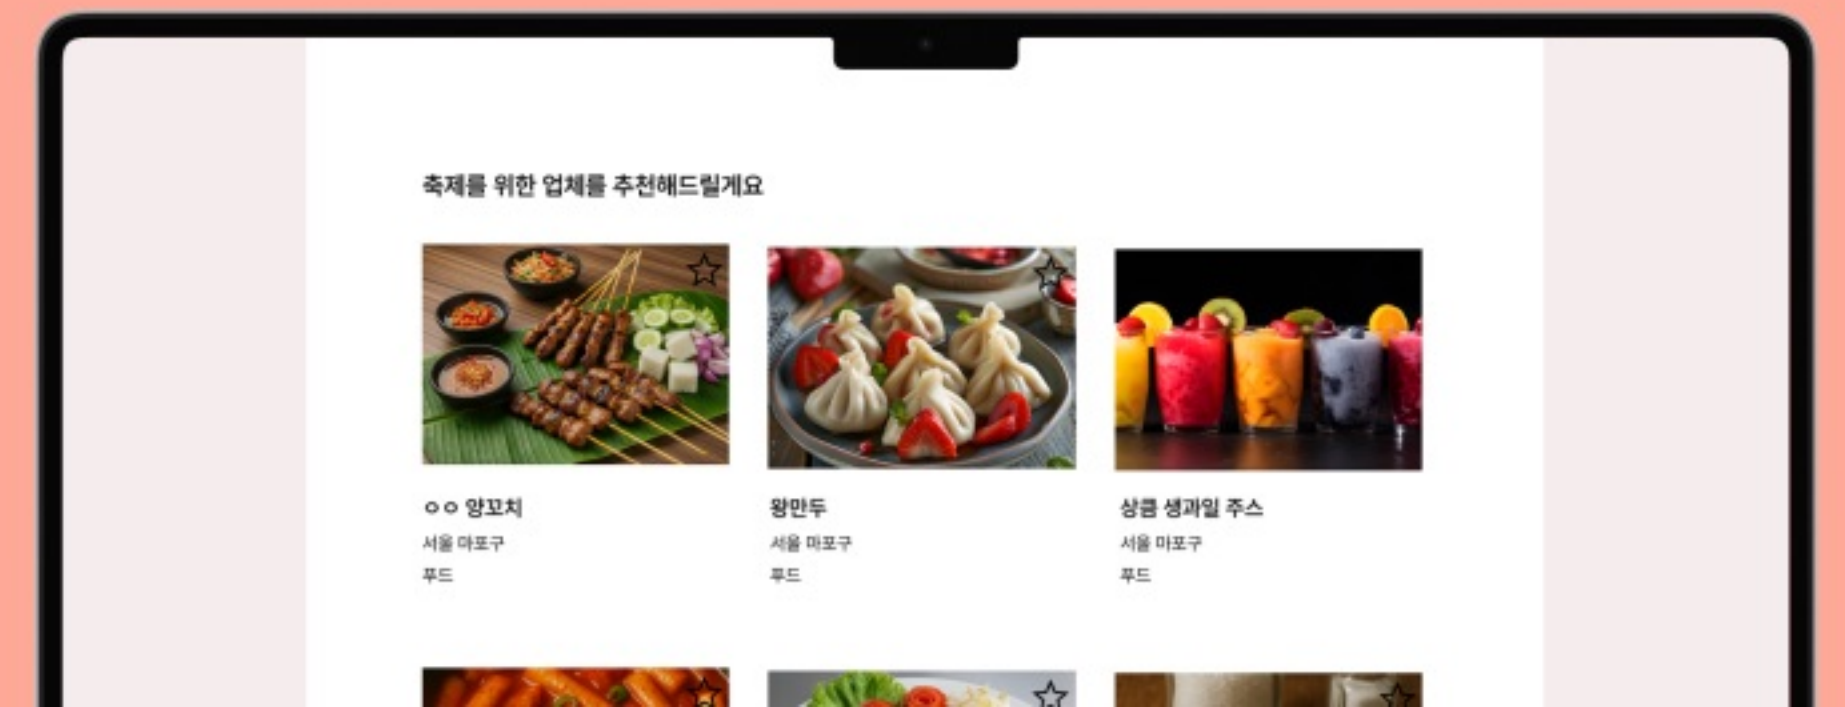 축제를 위한 업체를 추천해드릴게요
ㅇㅇ 양꼬치
서울 마포구
푸드
왕만두
서울 마포구
푸드
상큼 생과일 주스
서울 마포구
푸드